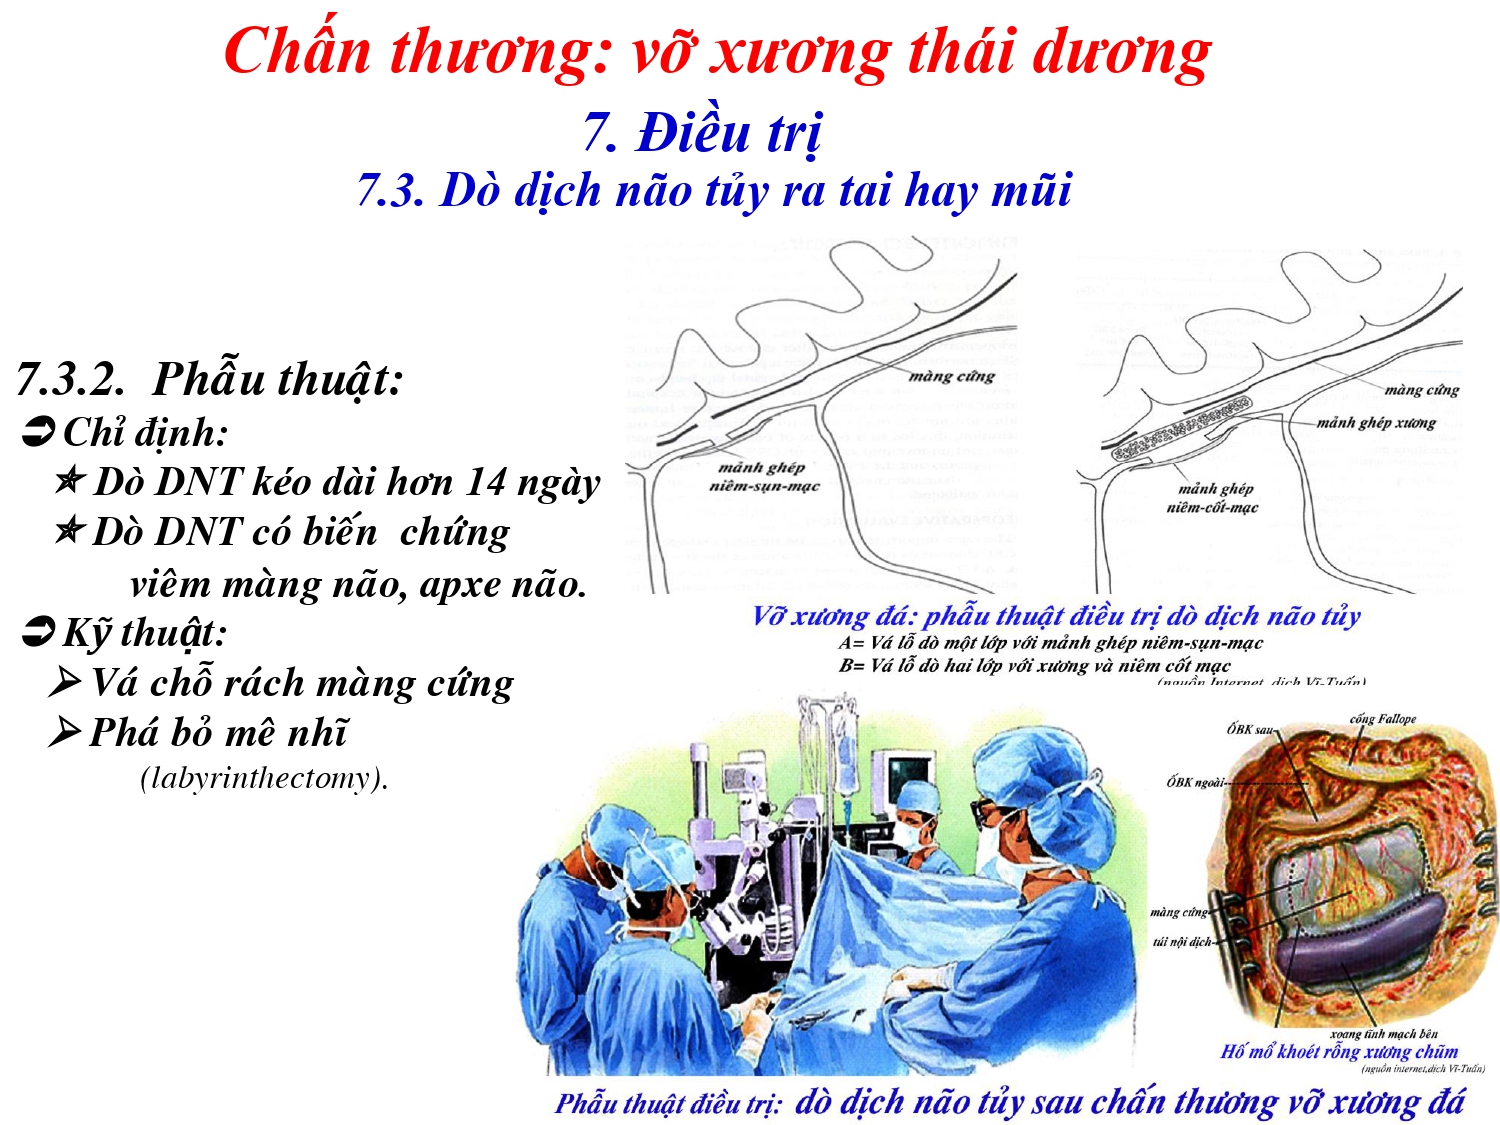 Chấn thương: vỡ xương thái dương
7. Điều trị
7.3. Dò dịch não tủy ra tai hay mũi
7.3.2. Phẫu thuật:
Chỉ định:
Dò DNT kéo dài hơn 14 ngày
Dò DNT có biến chứng
viêm màng não, apxe não.
Kỹ thuật:
Vá chỗ rách màng cứng
Phá bỏ mê nhĩ
(labyrinthectomy).
màng cứng
mảnh ghép
niêm-sụn-mạc
màng cứng
mảnh ghép xương
mảnh ghép
niêm-cốt-mạc
Vỡ xương đá: phẫu thuật điều trị dò dịch não tủy
A= Vá lỗ dò một lớp với mảnh ghép niêm-sụn-mạc
B= Vá lỗ dò hai lớp với xương và niêm cốt mạc
(nguồn Internet, dịch Vĩ-Tuấn)
cống Fallope
ỐBK sau
ỐBK ngoài
màng cứng
túi nội dịch
xoang tĩnh mạch bên
Hố mổ khoét rỗng xương chũm
(nguồn internet,dịch Vĩ-Tuấn)
Phẫu thuật điều trị: dò dịch não tủy sau chấn thương vỡ xương đá